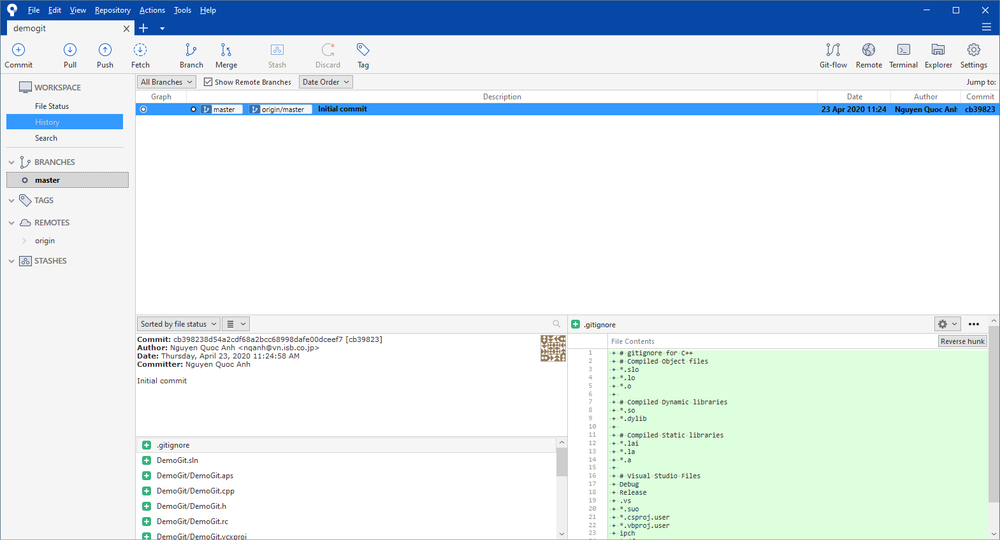 File Edit View Repository Actions Tools Help
demogit
Commit Pull Push Fetch Branch Merge Stash Discard Tag Git-flow Remote Terminal Explorer Settings
WORKSPACE
File Status
History
Search
BRANCHES
master
TAGS
REMOTES
origin
STASHES
All Branches Show Remote Branches Date Order Jump to:
Graph Description Date Author Commit
master origin/master Initial commit 23 Apr 2020 11:24 Nguyen Quoc Anh cb39823
Sorted by file status
Commit: cb398238d54a2cdf68a2bcc68998dafe00dceef7 [cb39823]
Author: Nguyen Quoc Anh <nqanh@vn.isb.co.jp>
Date: Thursday, April 23, 2020 11:24:58 AM
Committer: Nguyen Quoc Anh
Initial commit
.gitignore
DemoGit.sln
DemoGit/DemoGit.aps
DemoGit/DemoGit.cpp
DemoGit/DemoGit.h
DemoGit/DemoGit.rc
DemoGit/DemoGit.vcxproj
.gitignore
File Contents Reverse hunk
1 + # gitignore for C++
2 + # Compiled Object files
3 + *.slo
4 + *.lo
5 + *.o
6 +
7 + # Compiled Dynamic libraries
8 + *.so
9 + *.dylib
10 +
11 + # Compiled Static libraries
12 + *.lai
13 + *.la
14 + *.a
15 +
16 + # Visual Studio Files
17 + Debug
18 + Release
19 + .vs
20 + *.suo
21 + *.csproj.user
22 + *.vbproj.user
23 + ipch